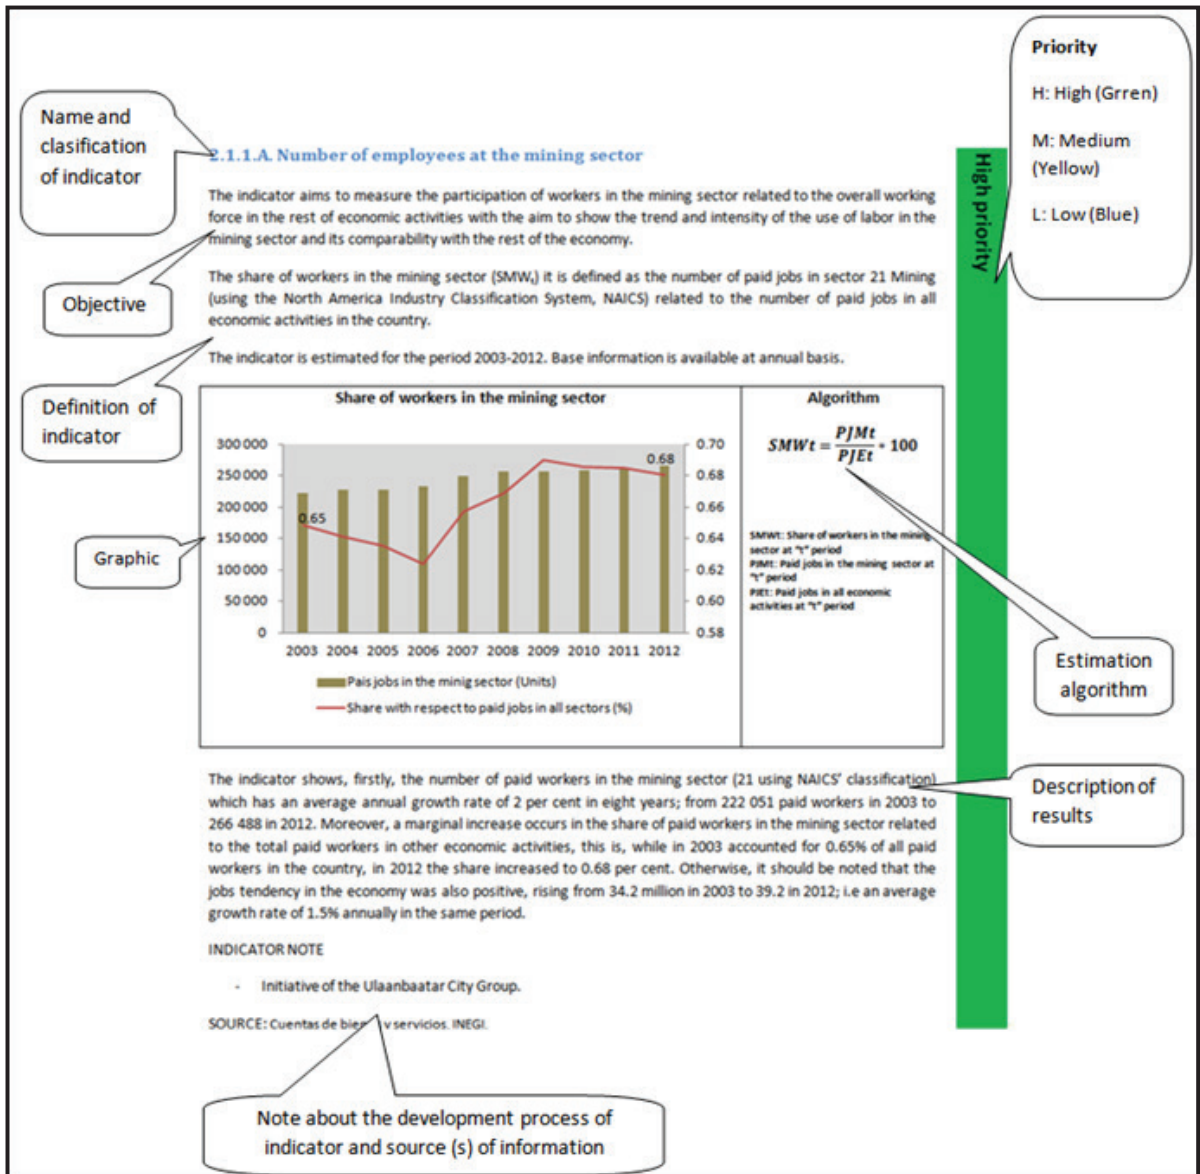 Priority
H: High (Grren)
M: Medium
(Yellow)
L: Low (Blue)
Name and
clasification
of indicator
2.1.1.A. Number of employees at the mining sector
High priority
The indicator aims to measure the participation of workers in the mining sector related to the overall working
force in the rest of economic activities with the aim to show the trend and intensity of the use of labor in the
mining sector and its comparability with the rest of the economy.
Objective
The share of workers in the mining sector (SMWt) it is defined as the number of paid jobs in sector 21 Mining
(using the North America Industry Classification System, NAICS) related to the number of paid jobs in all
economic activities in the country.
The indicator is estimated for the period 2003-2012. Base information is available at annual basis.
Definition of
indicator
Share of workers in the mining sector
300 000
250 000
200 000
150 000
100 000
50 000
0
0.70
0.68
0.66
0.64
0.62
0.60
0.58
0.65
0.68
2003 2004 2005 2006 2007 2008 2009 2010 2011 2012
Pais jobs in the minig sector (Units)
Share with respect to paid jobs in all sectors (%)
Graphic
Algorithm
SMWt = PJMt / PJEt * 100
SMWt: Share of workers in the mining
sector at "t" period
PJMt: Paid jobs in the mining sector at
"t" period
PJEt: Paid jobs in all economic
activities at "t" period
Estimation
algorithm
The indicator shows, firstly, the number of paid workers in the mining sector (21 using NAICS' classification)
which has an average annual growth rate of 2 per cent in eight years; from 222 051 paid workers in 2003 to
266 488 in 2012. Moreover, a marginal increase occurs in the share of paid workers in the mining sector related
to the total paid workers in other economic activities, this is, while in 2003 accounted for 0.65% of all paid
workers in the country, in 2012 the share increased to 0.68 per cent. Otherwise, it should be noted that the
jobs tendency in the economy was also positive, rising from 34.2 million in 2003 to 39.2 in 2012; i.e an average
growth rate of 1.5% annually in the same period.
Description of
results
INDICATOR NOTE
- Initiative of the Ulaanbaatar City Group.
SOURCE: Cuentas de bienes y servicios. INEGI.
Note about the development process of
indicator and source (s) of information